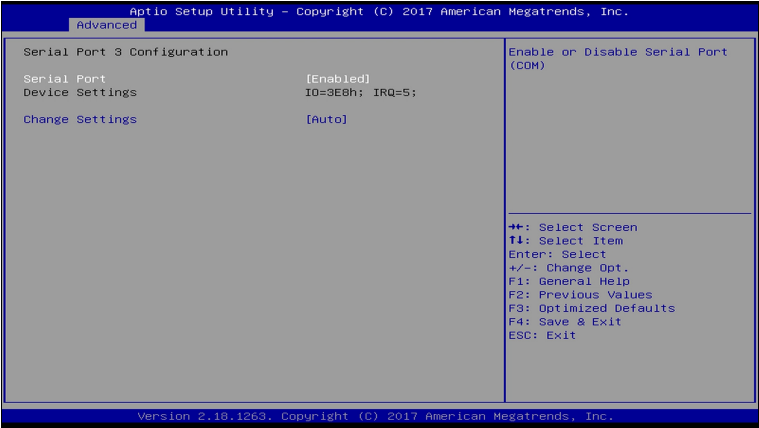 Aptio Setup Utility – Copyright (C) 2017 American Megatrends, Inc.
Advanced
Serial Port 3 Configuration
Serial Port [Enabled]
Device Settings IO=3E8h; IRQ=5;
Change Settings [Auto]
Enable or Disable Serial Port
(COM)
→←: Select Screen
↑↓: Select Item
Enter: Select
+/-: Change Opt.
F1: General Help
F2: Previous Values
F3: Optimized Defaults
F4: Save & Exit
ESC: Exit
Version 2.18.1263. Copyright (C) 2017 American Megatrends, Inc.